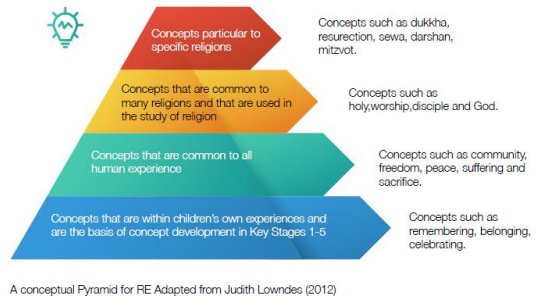 Concepts particular to
specific religions
Concepts such as dukkha,
resurection, sewa, darshan,
mitzvot.
Concepts that are common to
many religions and that are used in
the study of religion
Concepts such as
holy,worship,disciple and God.
Concepts that are common to all
human experience
Concepts such as community,
freedom, peace, suffering and
sacrifice.
Concepts that are within children's own experiences and
are the basis of concept development in Key Stages 1-5
Concepts such as
remembering, belonging,
celebrating.
A conceptual Pyramid for RE Adapted from Judith Lowndes (2012)